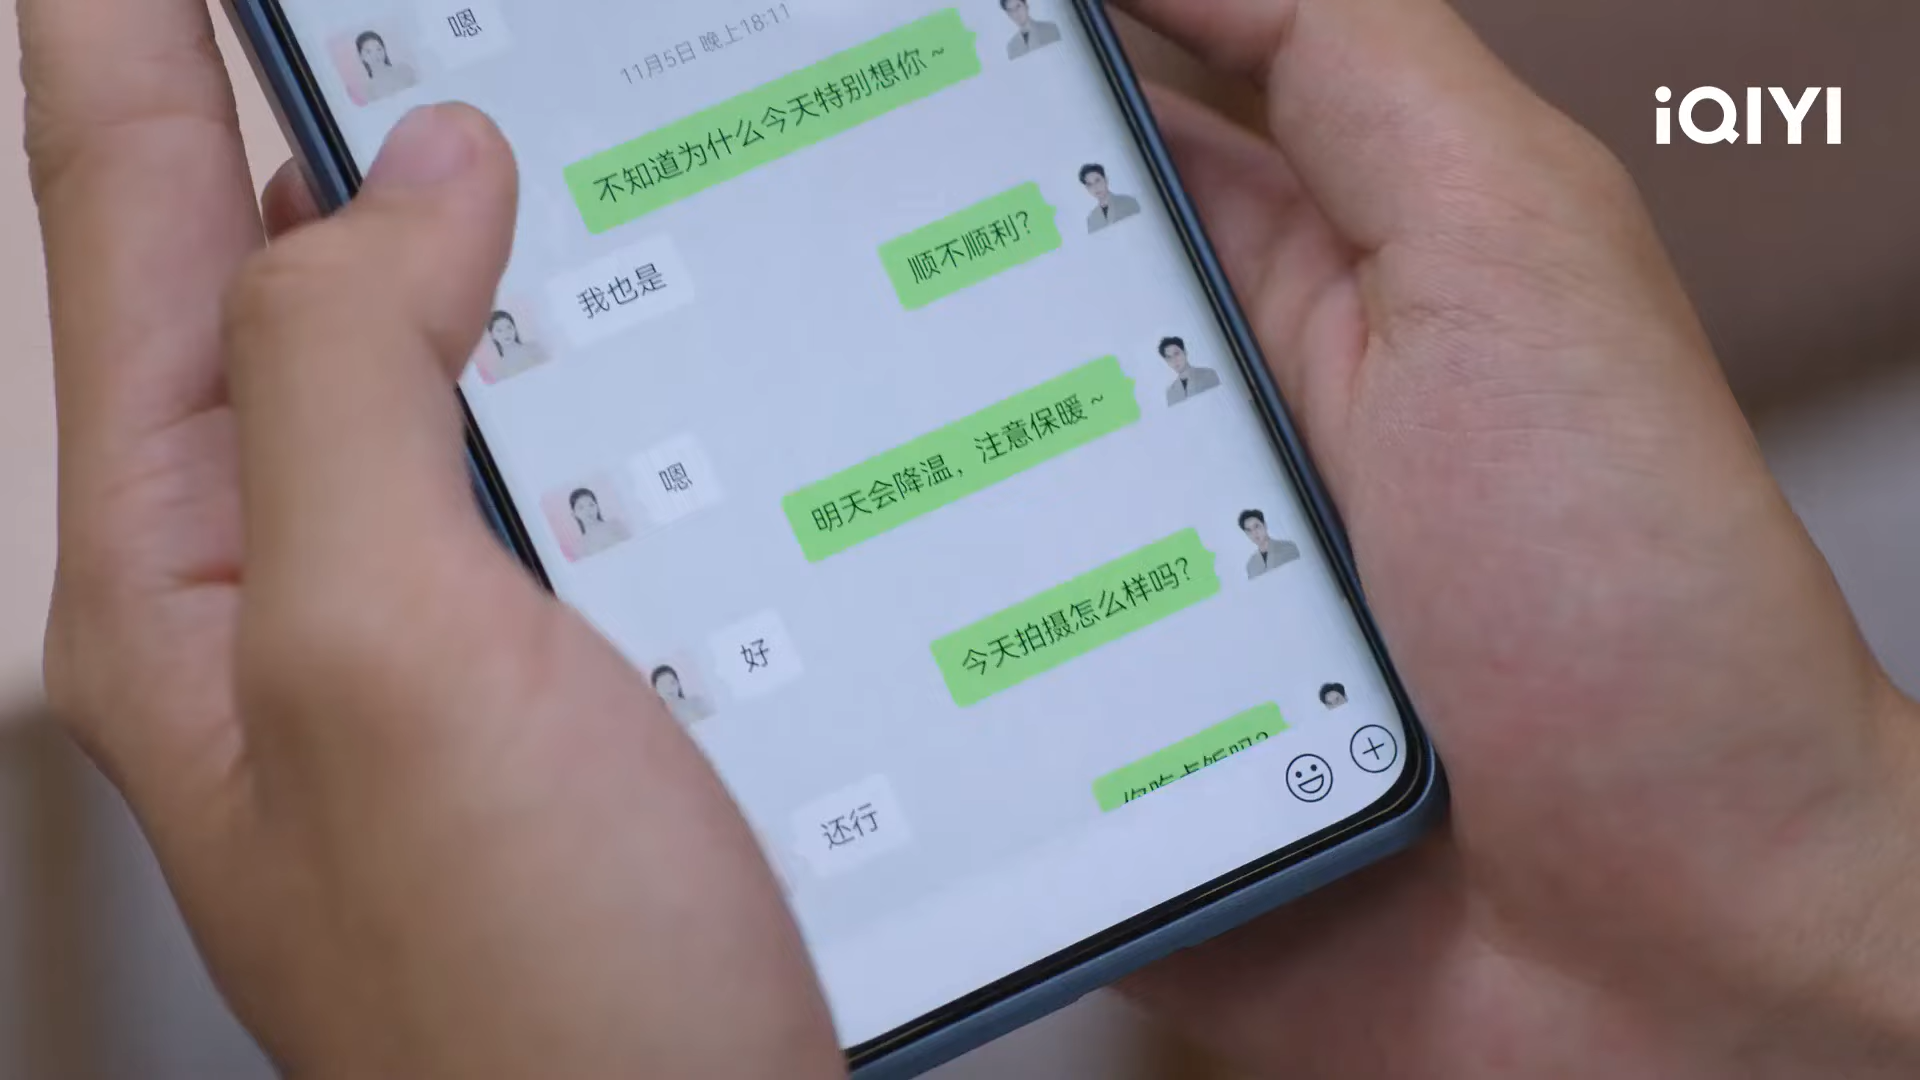 iQIYI
嗯
11月5日 晚上18:11
不知道为什么今天特别想你~
我也是
顺不顺利?
嗯
明天会降温，注意保暖~
好
今天拍摄怎么样吗?
还行